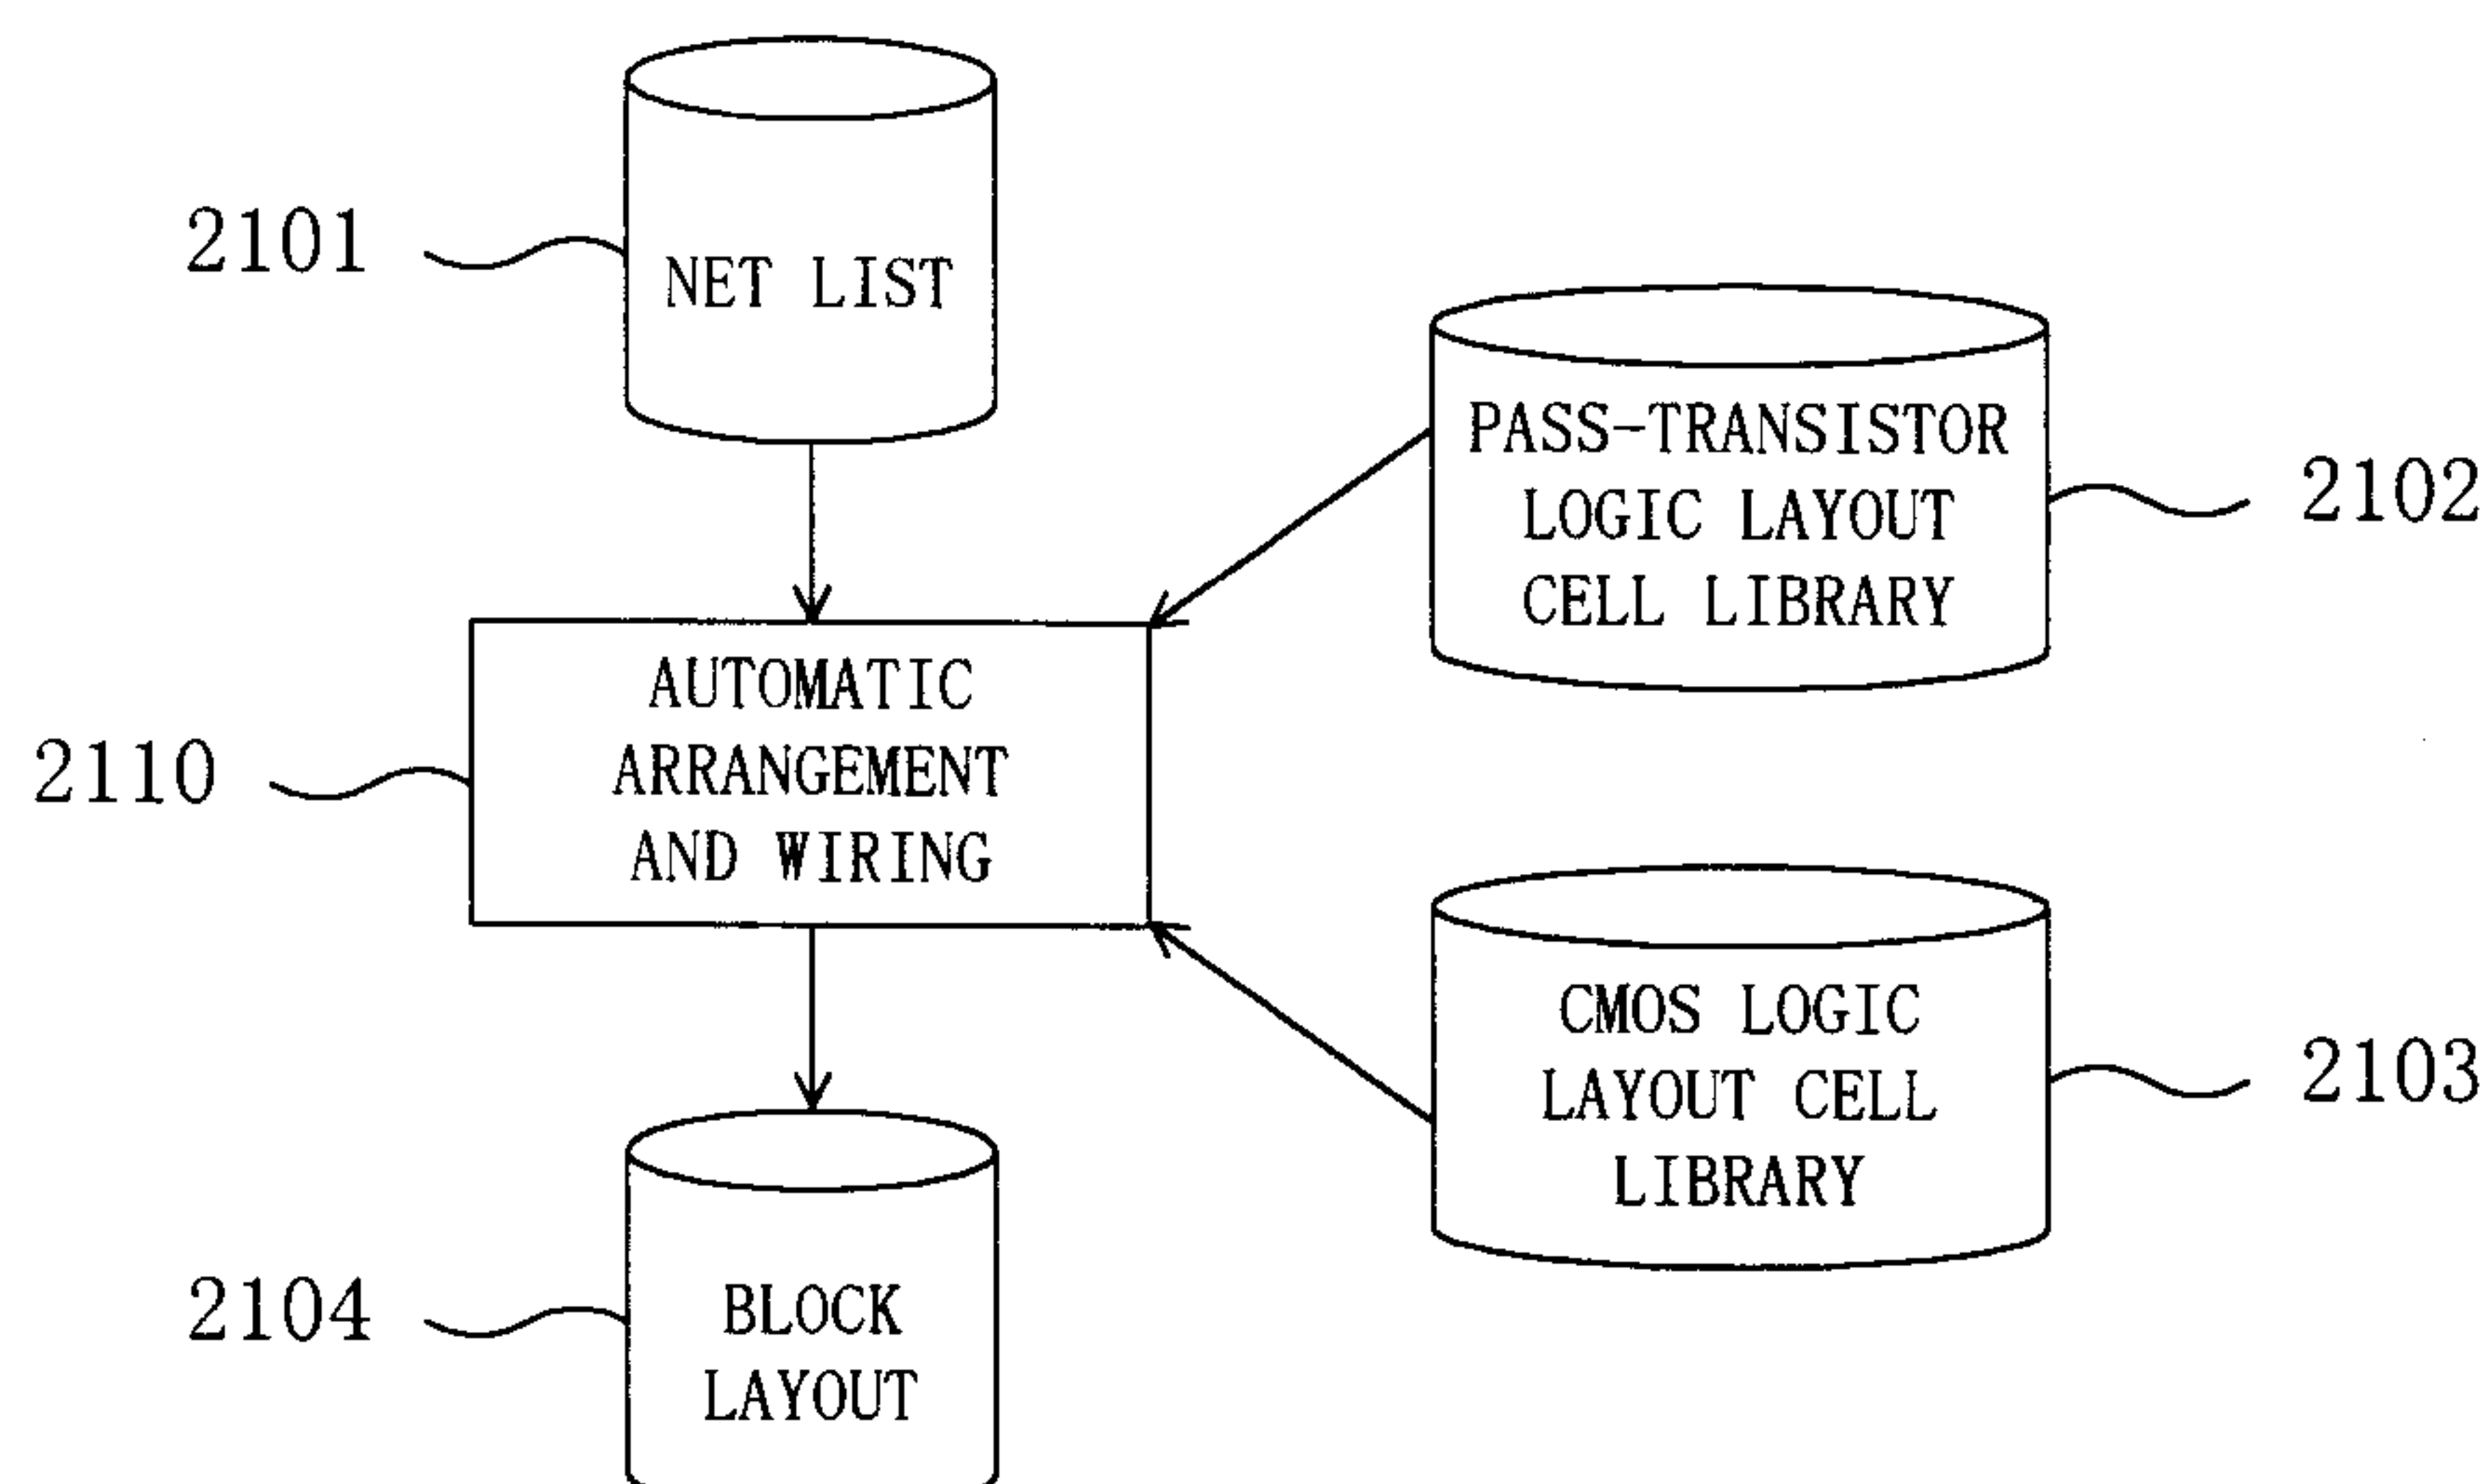 2101
NET LIST
PASS-TRANSISTOR
LOGIC LAYOUT
CELL LIBRARY
2102
2110
AUTOMATIC
ARRANGEMENT
AND WIRING
CMOS LOGIC
LAYOUT CELL
LIBRARY
2103
2104
BLOCK
LAYOUT